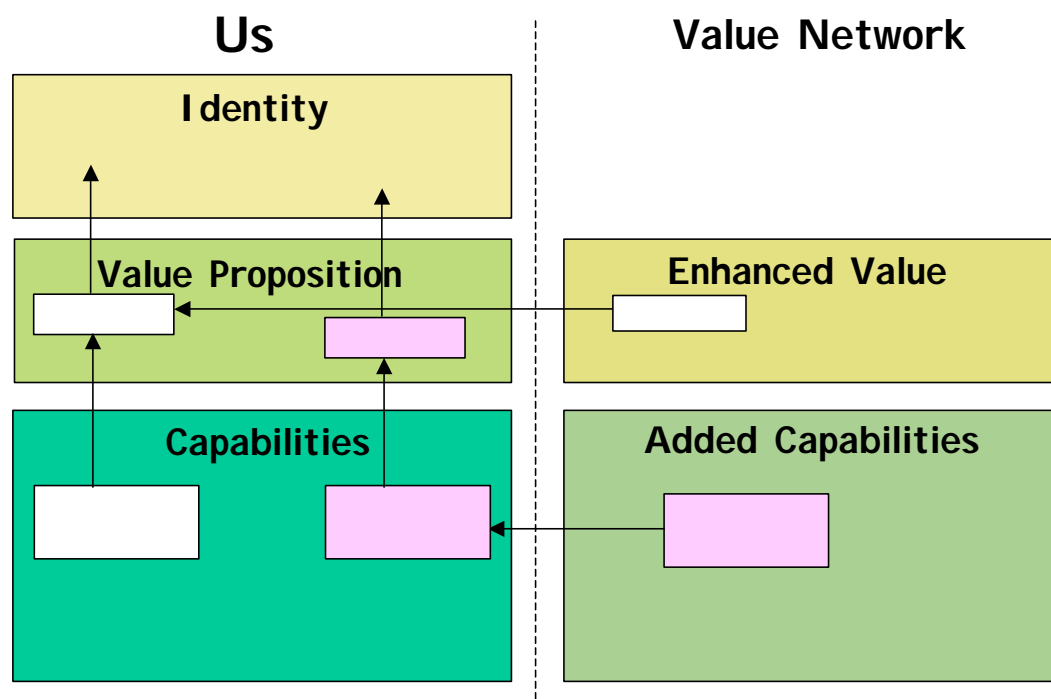 Us
Value Network
Identity
Value Proposition
Enhanced Value
Capabilities
Added Capabilities